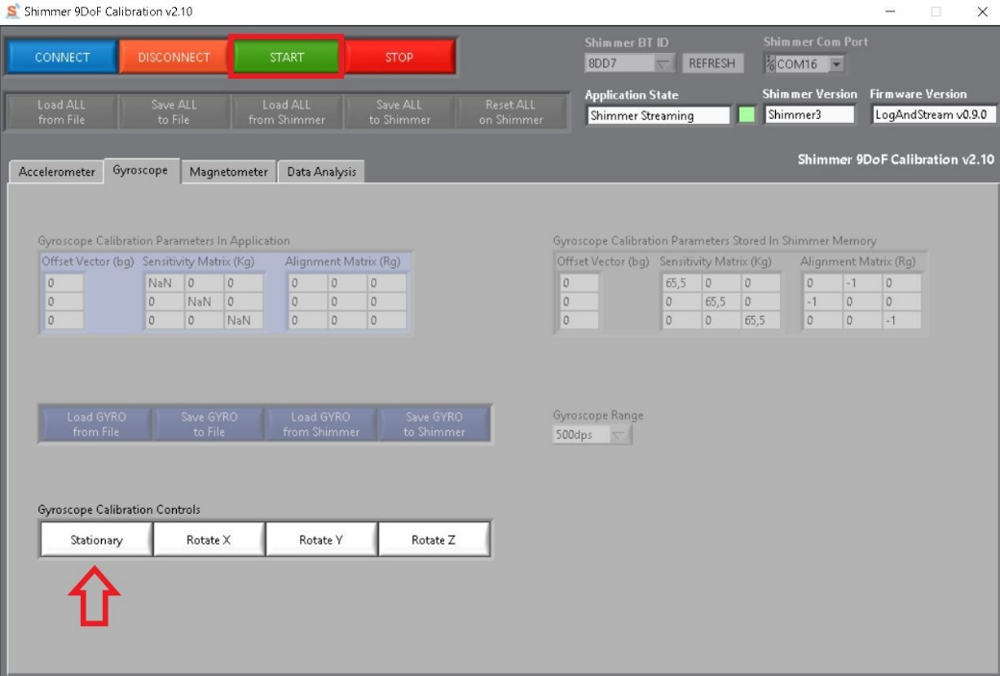 Shimmer 9DoF Calibration v2.10
CONNECT
DISCONNECT
START
STOP
Shimmer BT ID
8DD7
REFRESH
Shimmer Com Port
COM16
Load ALL
from File
Save ALL
to File
Load ALL
from Shimmer
Save ALL
to Shimmer
Reset ALL
on Shimmer
Application State
Shimmer Streaming
Shimmer Version
Shimmer3
Firmware Version
LogAndStream v0.9.0
Shimmer 9DoF Calibration v2.10
Accelerometer
Gyroscope
Magnetometer
Data Analysis
Gyroscope Calibration Parameters In Application
Offset Vector (bg) Sensitivity Matrix (Kg) Alignment Matrix (Rg)
0 NaN 0 0 0 0 0
0 0 NaN 0 0 0 0
0 0 0 NaN 0 0 0
Gyroscope Calibration Parameters Stored In Shimmer Memory
Offset Vector (bg) Sensitivity Matrix (Kg) Alignment Matrix (Rg)
0 65,5 0 0 0 -1 0
0 0 65,5 0 -1 0 0
0 0 0 65,5 0 0 -1
Load GYRO
from File
Save GYRO
to File
Load GYRO
from Shimmer
Save GYRO
to Shimmer
Gyroscope Range
500dps
Gyroscope Calibration Controls
Stationary
Rotate X
Rotate Y
Rotate Z